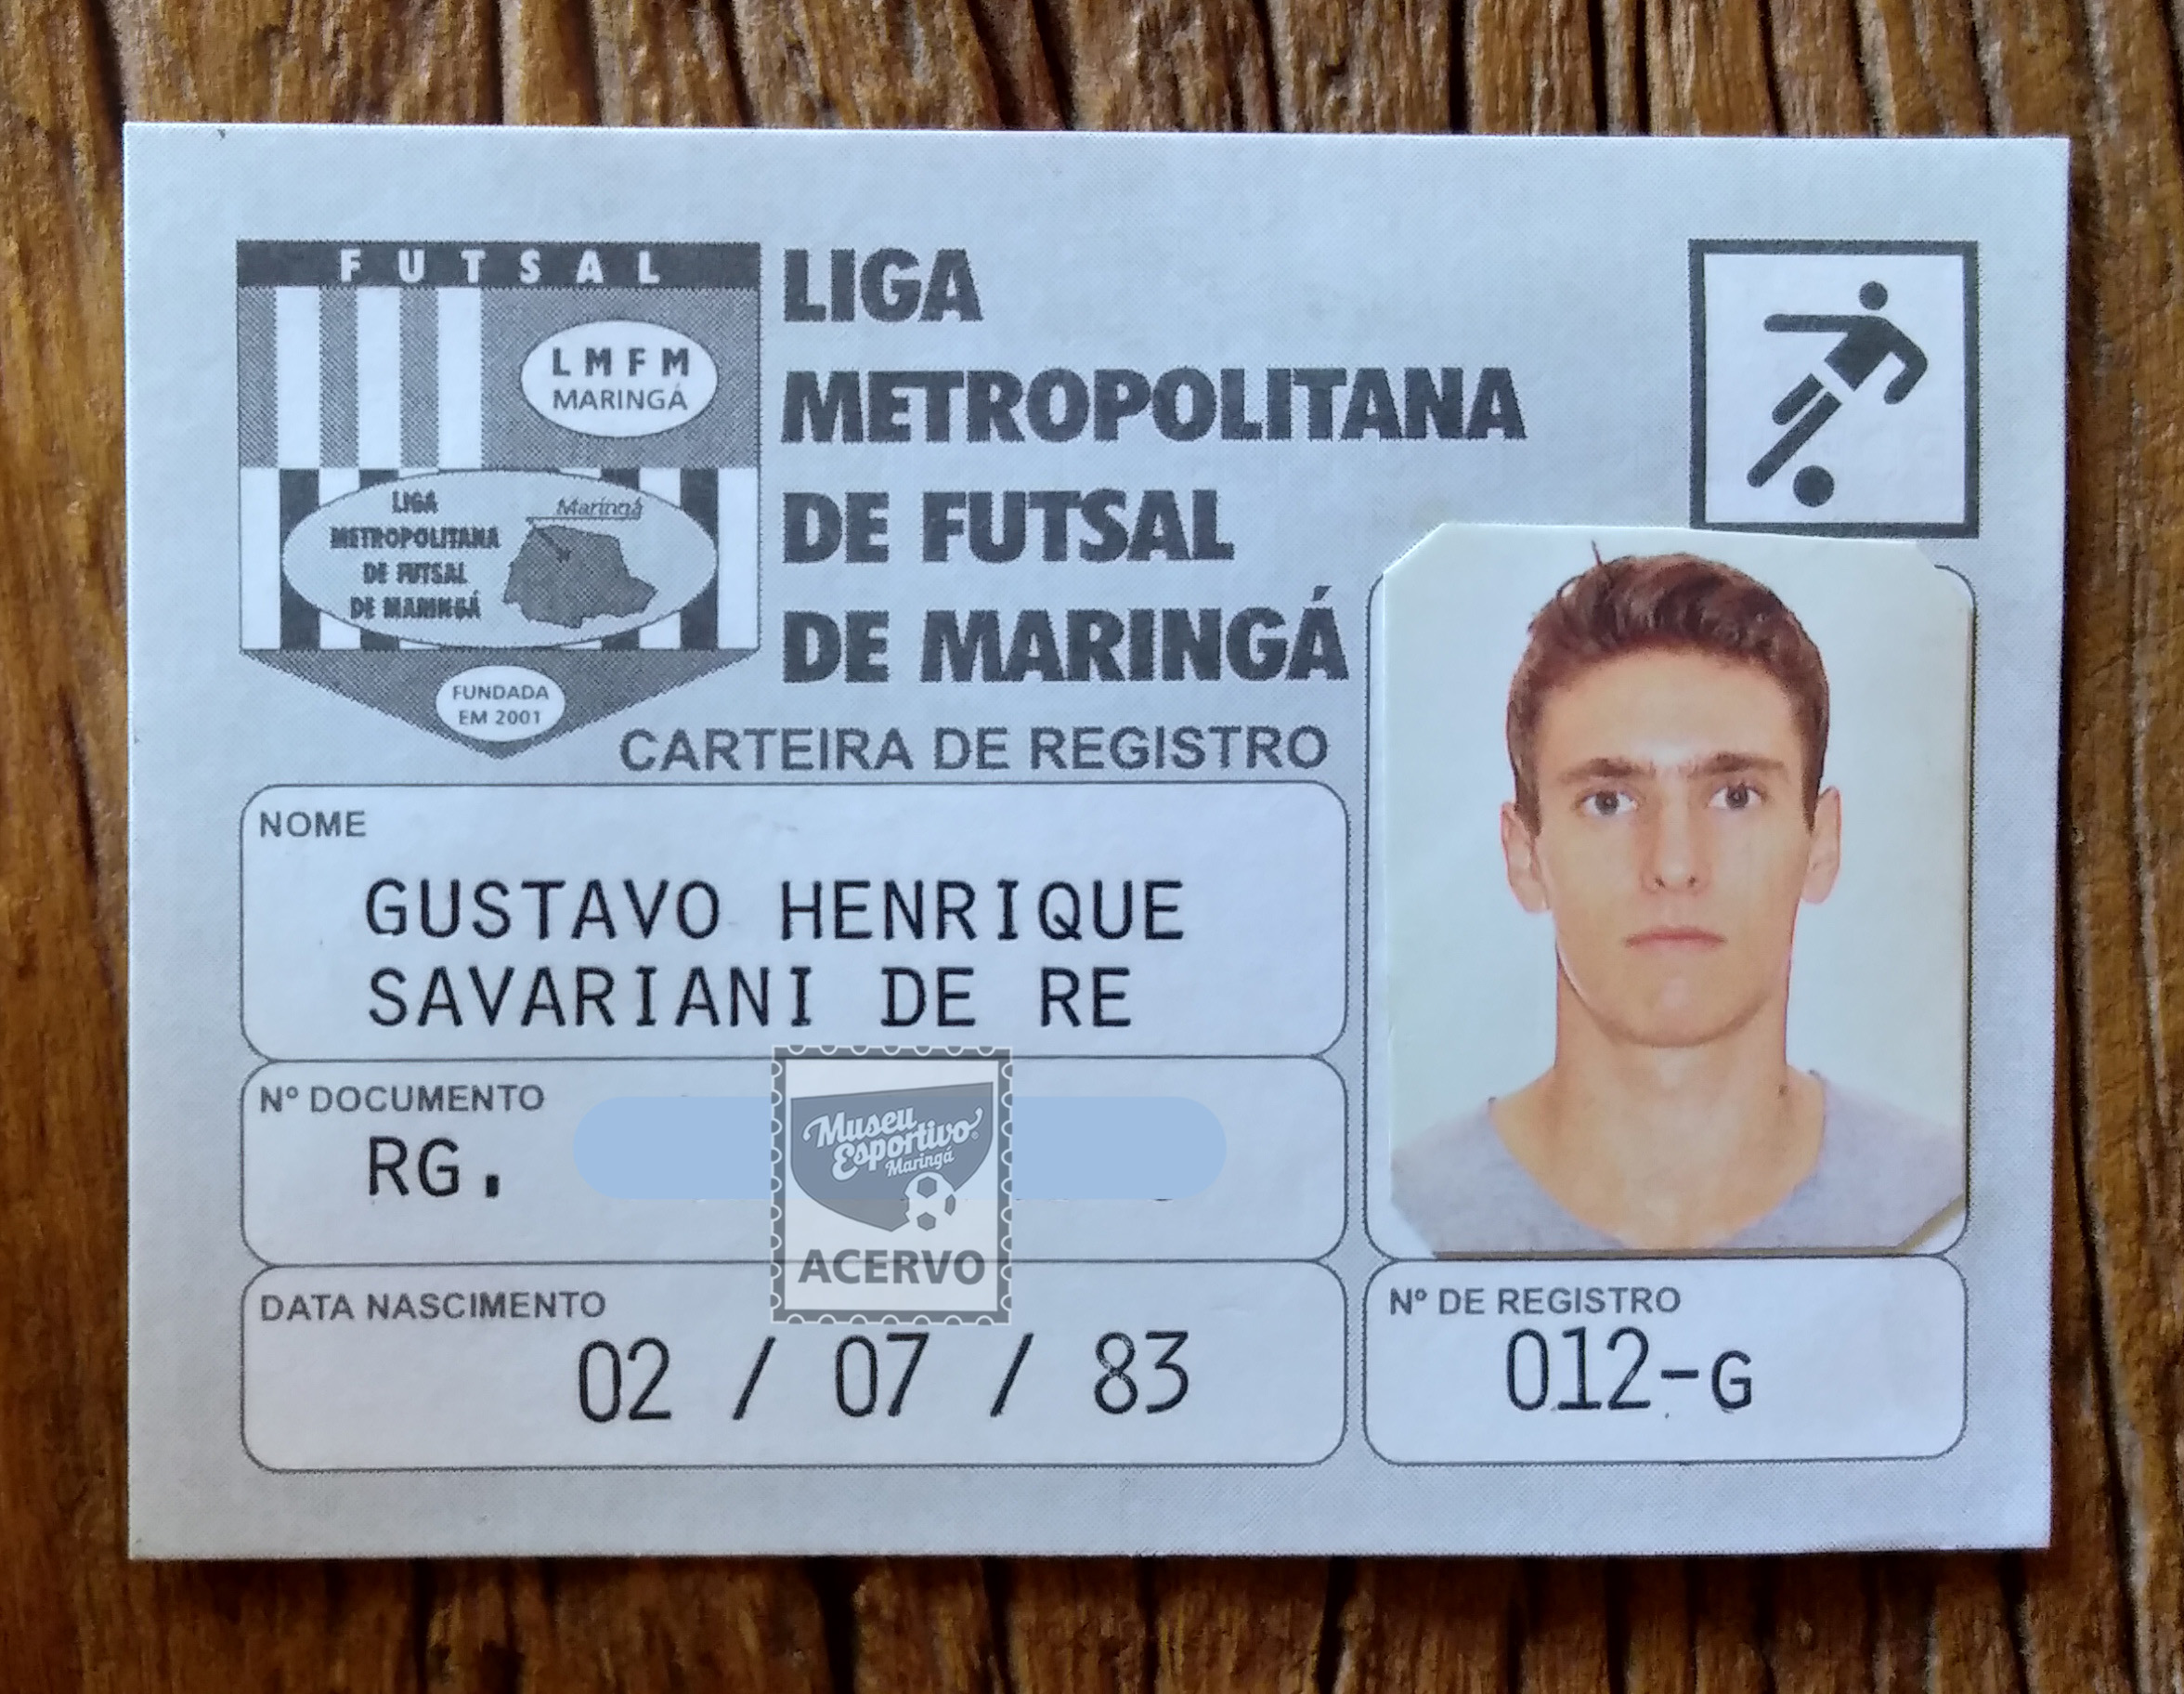 FUTSAL
LMFM
MARINGÁ
LIGA
METROPOLITANA
DE FUTSAL
DE MARINGÁ
Maringá
FUNDADA
EM 2001
LIGA
METROPOLITANA
DE FUTSAL
DE MARINGÁ
CARTEIRA DE REGISTRO
NOME
GUSTAVO HENRIQUE
SAVARIANI DE RE
Nº DOCUMENTO
RG.
Museu
Esportivo
Maringá
ACERVO
DATA NASCIMENTO
02 / 07 / 83
Nº DE REGISTRO
012-G